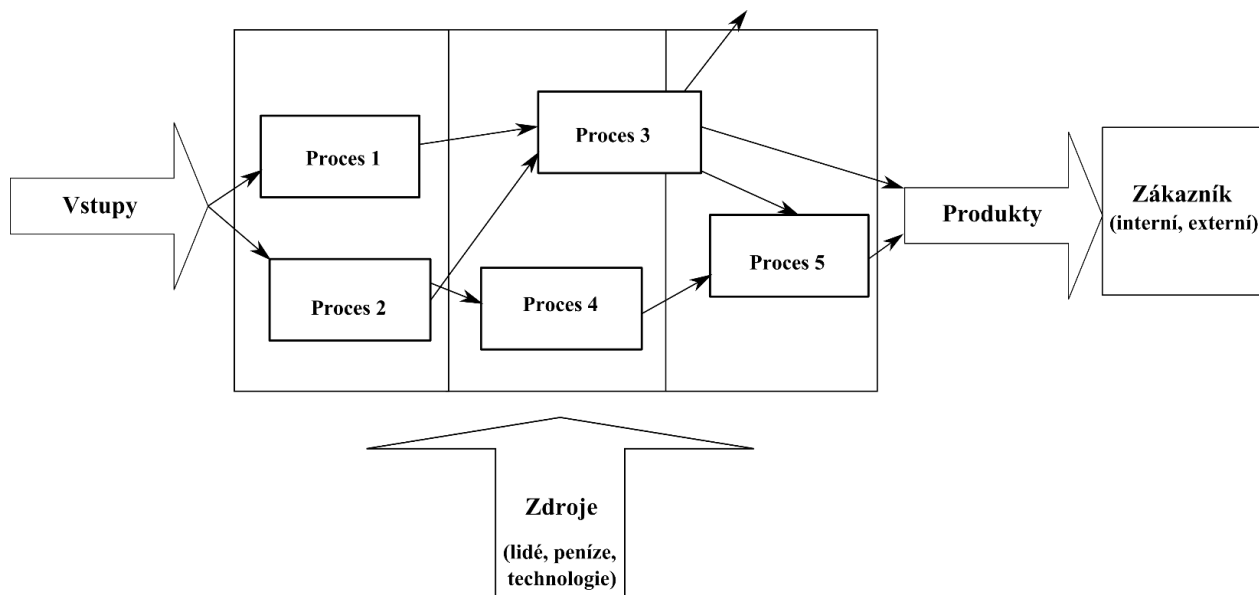 Vstupy
Proces 1
Proces 2
Proces 3
Proces 4
Proces 5
Produkty
Zákazník
(interní, externí)
Zdroje
(lidé, peníze,
technologie)